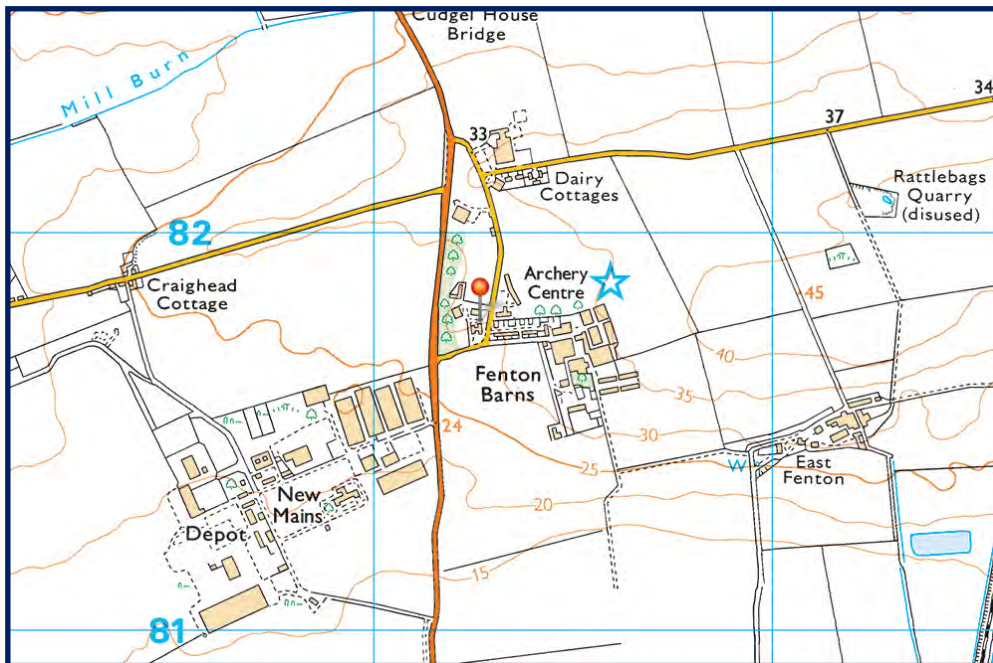 Cudgel House
Bridge
Mill Burn
34
37
33
Dairy
Cottages
Rattlebags
Quarry
(disused)
82
Craighead
Cottage
Archery
Centre
45
40
Fenton
Barns
35
24
30
25
W
East
Fenton
New
Mains
20
Depot
15
81